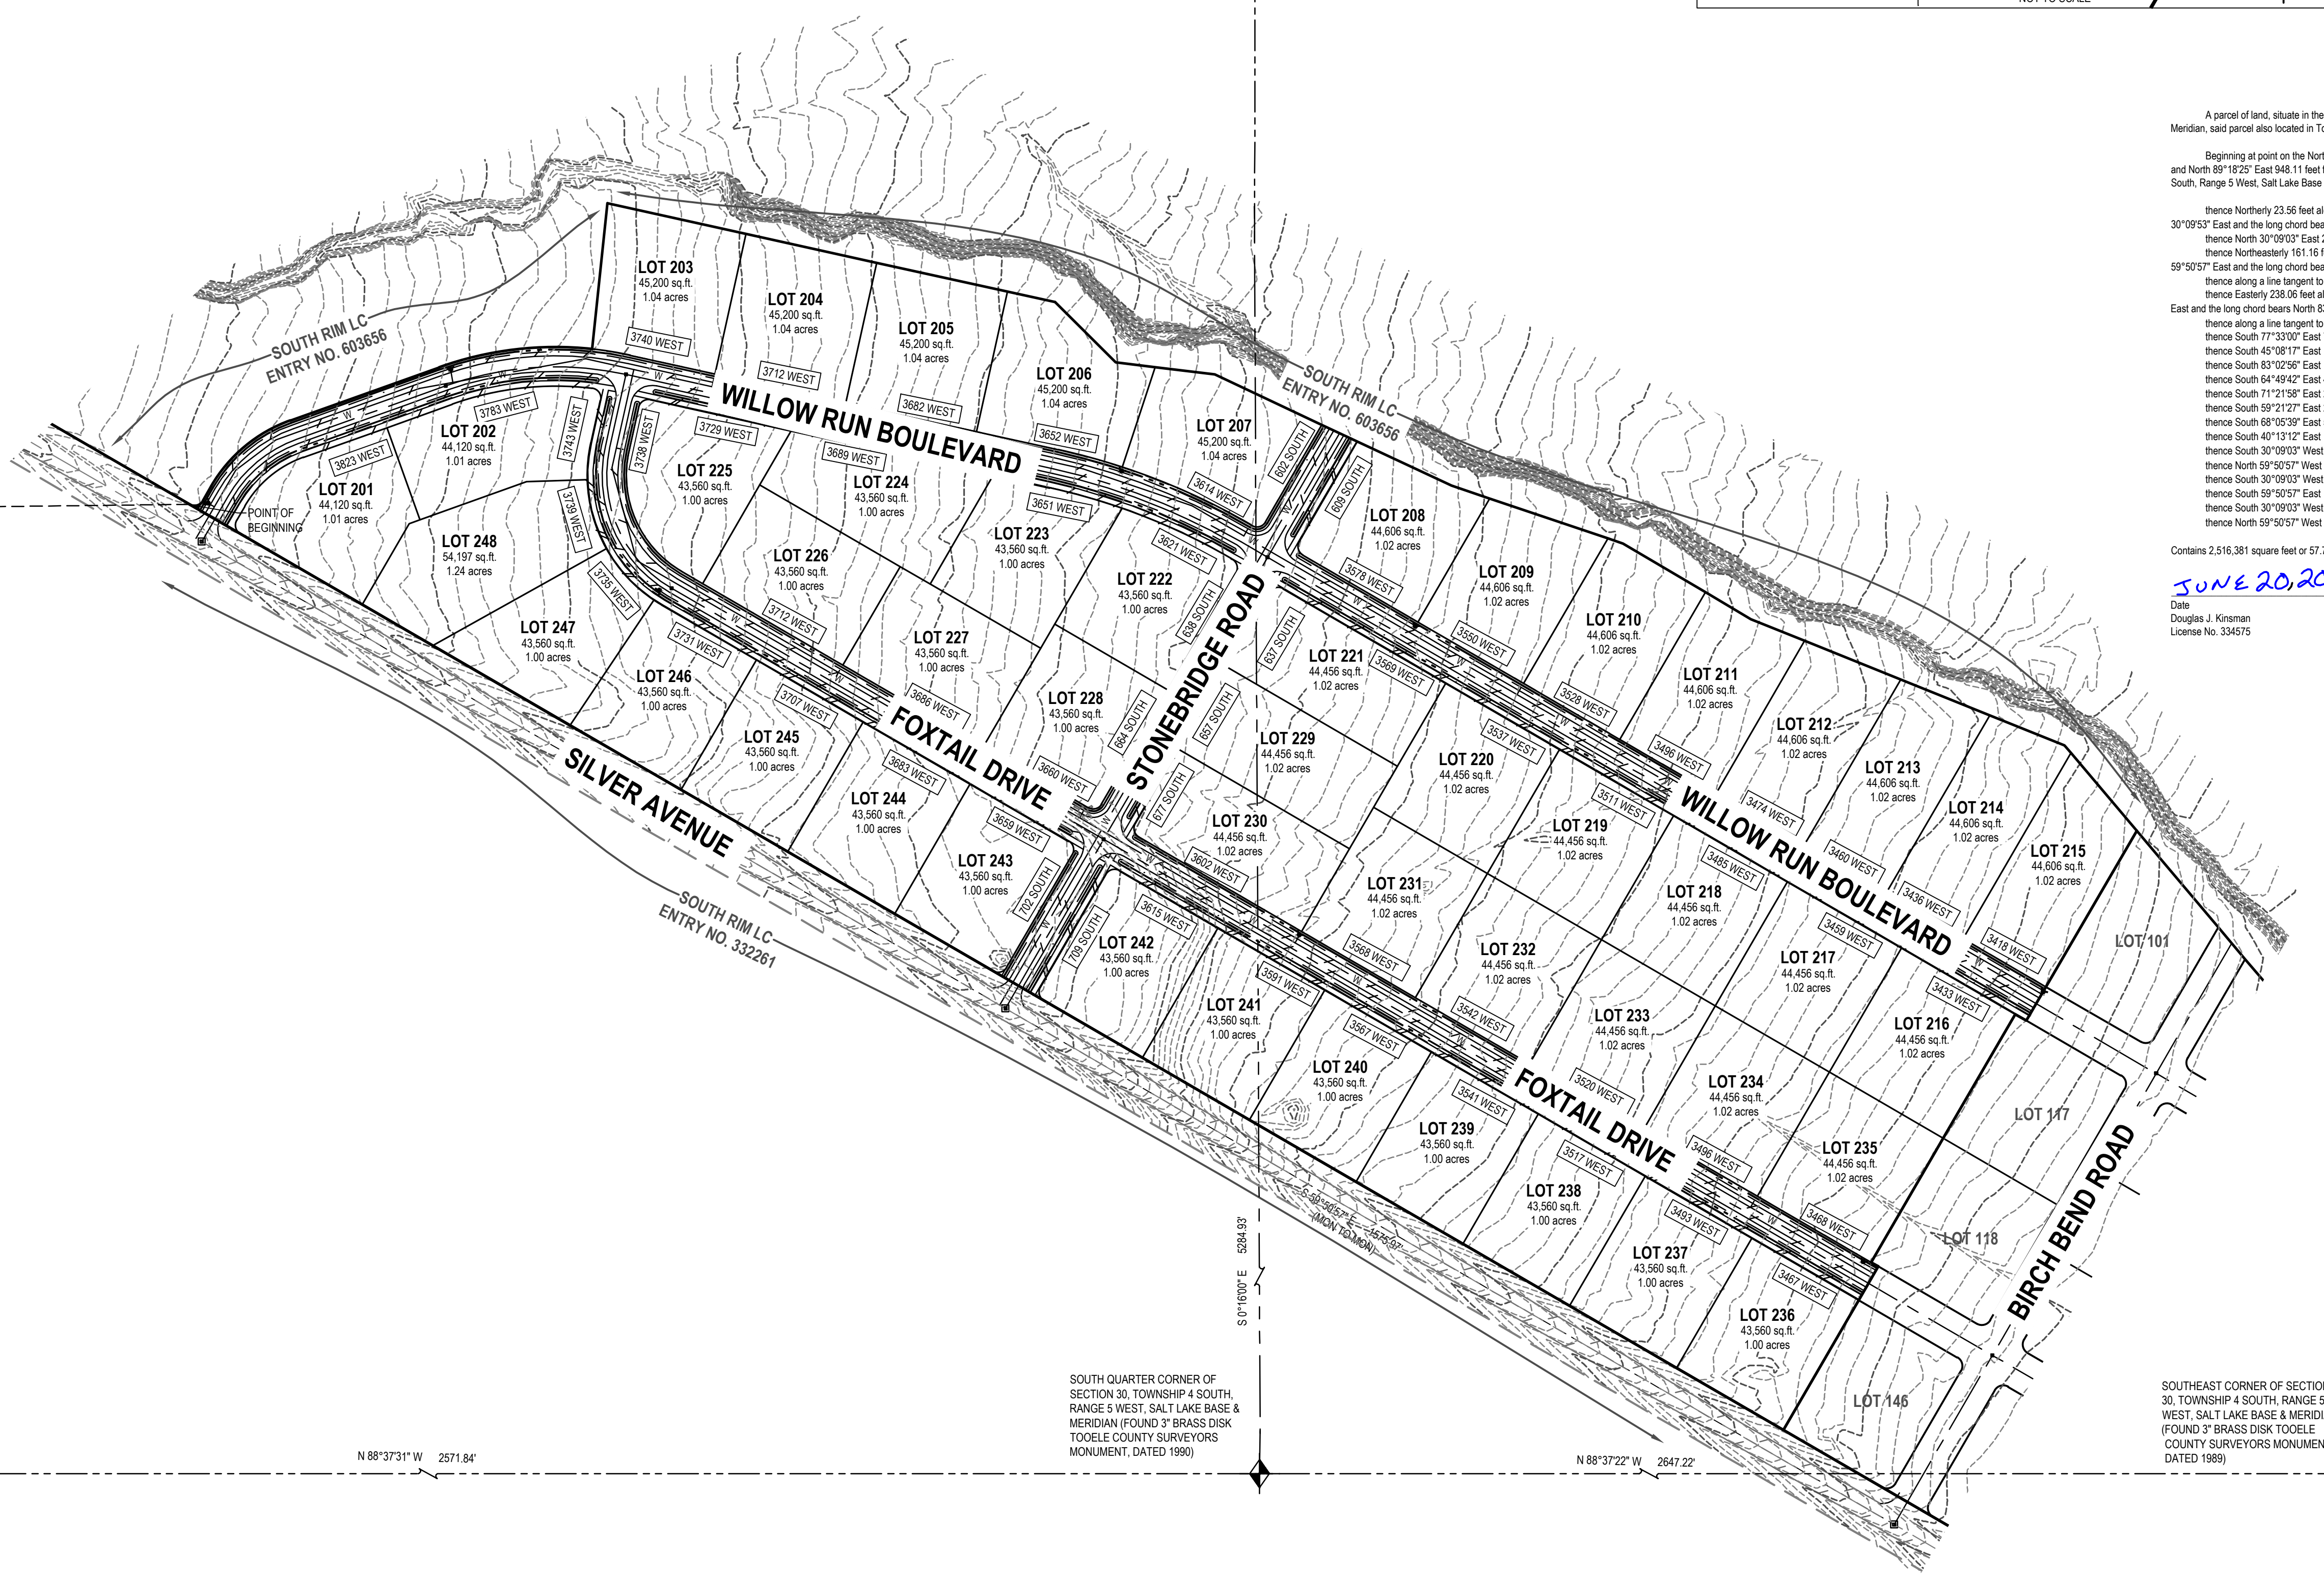 NOT TO SCALE
A parcel of land, situate in the
Meridian, said parcel also located in To
Beginning at point on the Nort
and North 89°18'25" East 948.11 feet
South, Range 5 West, Salt Lake Base
thence Northerly 23.56 feet al
30°09'53" East and the long chord bea
thence North 30°09'03" East
thence Northeasterly 161.16 f
59°50'57" East and the long chord bea
thence along a line tangent to
thence Easterly 238.06 feet al
East and the long chord bears North 8
thence along a line tangent to
thence South 77°33'00" East
thence South 45°08'17" East
thence South 83°02'56" East
thence South 64°49'42" East
thence South 71°21'58" East
thence South 59°21'27" East
thence South 68°05'39" East
thence South 40°13'12" East
thence South 30°09'03" West
thence North 59°50'57" West
thence South 30°09'03" West
thence South 59°50'57" East
thence South 30°09'03" West
thence North 59°50'57" West
Contains 2,516,381 square feet or 57.7
JUNE 20, 20
Date
Douglas J. Kinsman
License No. 334575
SOUTH RIM LC
ENTRY NO. 603656
SOUTH RIM LC
ENTRY NO. 603656
SOUTH RIM LC
ENTRY NO. 332261
POINT OF
BEGINNING
LOT 201
44,120 sq.ft.
1.01 acres
LOT 202
44,120 sq.ft.
1.01 acres
LOT 203
45,200 sq.ft.
1.04 acres
LOT 204
45,200 sq.ft.
1.04 acres
LOT 205
45,200 sq.ft.
1.04 acres
LOT 206
45,200 sq.ft.
1.04 acres
LOT 207
45,200 sq.ft.
1.04 acres
LOT 208
44,606 sq.ft.
1.02 acres
LOT 209
44,606 sq.ft.
1.02 acres
LOT 210
44,606 sq.ft.
1.02 acres
LOT 211
44,606 sq.ft.
1.02 acres
LOT 212
44,606 sq.ft.
1.02 acres
LOT 213
44,606 sq.ft.
1.02 acres
LOT 214
44,606 sq.ft.
1.02 acres
LOT 215
44,606 sq.ft.
1.02 acres
LOT 216
44,456 sq.ft.
1.02 acres
LOT 217
44,456 sq.ft.
1.02 acres
LOT 218
44,456 sq.ft.
1.02 acres
LOT 219
44,456 sq.ft.
1.02 acres
LOT 220
44,456 sq.ft.
1.02 acres
LOT 221
44,456 sq.ft.
1.02 acres
LOT 222
43,560 sq.ft.
1.00 acres
LOT 223
43,560 sq.ft.
1.00 acres
LOT 224
43,560 sq.ft.
1.00 acres
LOT 225
43,560 sq.ft.
1.00 acres
LOT 226
43,560 sq.ft.
1.00 acres
LOT 227
43,560 sq.ft.
1.00 acres
LOT 228
43,560 sq.ft.
1.00 acres
LOT 229
44,456 sq.ft.
1.02 acres
LOT 230
44,456 sq.ft.
1.02 acres
LOT 231
44,456 sq.ft.
1.02 acres
LOT 232
44,456 sq.ft.
1.02 acres
LOT 233
44,456 sq.ft.
1.02 acres
LOT 234
44,456 sq.ft.
1.02 acres
LOT 235
44,456 sq.ft.
1.02 acres
LOT 236
43,560 sq.ft.
1.00 acres
LOT 237
43,560 sq.ft.
1.00 acres
LOT 238
43,560 sq.ft.
1.00 acres
LOT 239
43,560 sq.ft.
1.00 acres
LOT 240
43,560 sq.ft.
1.00 acres
LOT 241
43,560 sq.ft.
1.00 acres
LOT 242
43,560 sq.ft.
1.00 acres
LOT 243
43,560 sq.ft.
1.00 acres
LOT 244
43,560 sq.ft.
1.00 acres
LOT 245
43,560 sq.ft.
1.00 acres
LOT 246
43,560 sq.ft.
1.00 acres
LOT 247
43,560 sq.ft.
1.00 acres
LOT 248
54,197 sq.ft.
1.24 acres
LOT 101
LOT 117
LOT 118
LOT 146
WILLOW RUN BOULEVARD
WILLOW RUN BOULEVARD
FOXTAIL DRIVE
FOXTAIL DRIVE
STONEBRIDGE ROAD
SILVER AVENUE
BIRCH BEND ROAD
3823 WEST
3783 WEST
3743 WEST
3739 WEST
3735 WEST
3738 WEST
3740 WEST
3712 WEST
3682 WEST
3652 WEST
3614 WEST
3729 WEST
3689 WEST
3651 WEST
3621 WEST
602 SOUTH
609 SOUTH
638 SOUTH
637 SOUTH
664 SOUTH
657 SOUTH
677 SOUTH
702 SOUTH
709 SOUTH
3578 WEST
3550 WEST
3528 WEST
3496 WEST
3474 WEST
3460 WEST
3436 WEST
3418 WEST
3569 WEST
3537 WEST
3511 WEST
3485 WEST
3459 WEST
3433 WEST
3712 WEST
3686 WEST
3660 WEST
3731 WEST
3707 WEST
3683 WEST
3659 WEST
3602 WEST
3568 WEST
3542 WEST
3520 WEST
3496 WEST
3468 WEST
3615 WEST
3591 WEST
3567 WEST
3541 WEST
3517 WEST
3493 WEST
3467 WEST
S 59°50'57" E 1575.97'
(MON TO MON)
S 0°16'00" E 5284.93'
SOUTH QUARTER CORNER OF
SECTION 30, TOWNSHIP 4 SOUTH,
RANGE 5 WEST, SALT LAKE BASE &
MERIDIAN (FOUND 3" BRASS DISK
TOOELE COUNTY SURVEYORS
MONUMENT, DATED 1990)
N 88°37'31" W 2571.84'
N 88°37'22" W 2647.22'
SOUTHEAST CORNER OF SECTION
30, TOWNSHIP 4 SOUTH, RANGE 5
WEST, SALT LAKE BASE & MERIDI
(FOUND 3" BRASS DISK TOOELE
COUNTY SURVEYORS MONUMEN
DATED 1989)